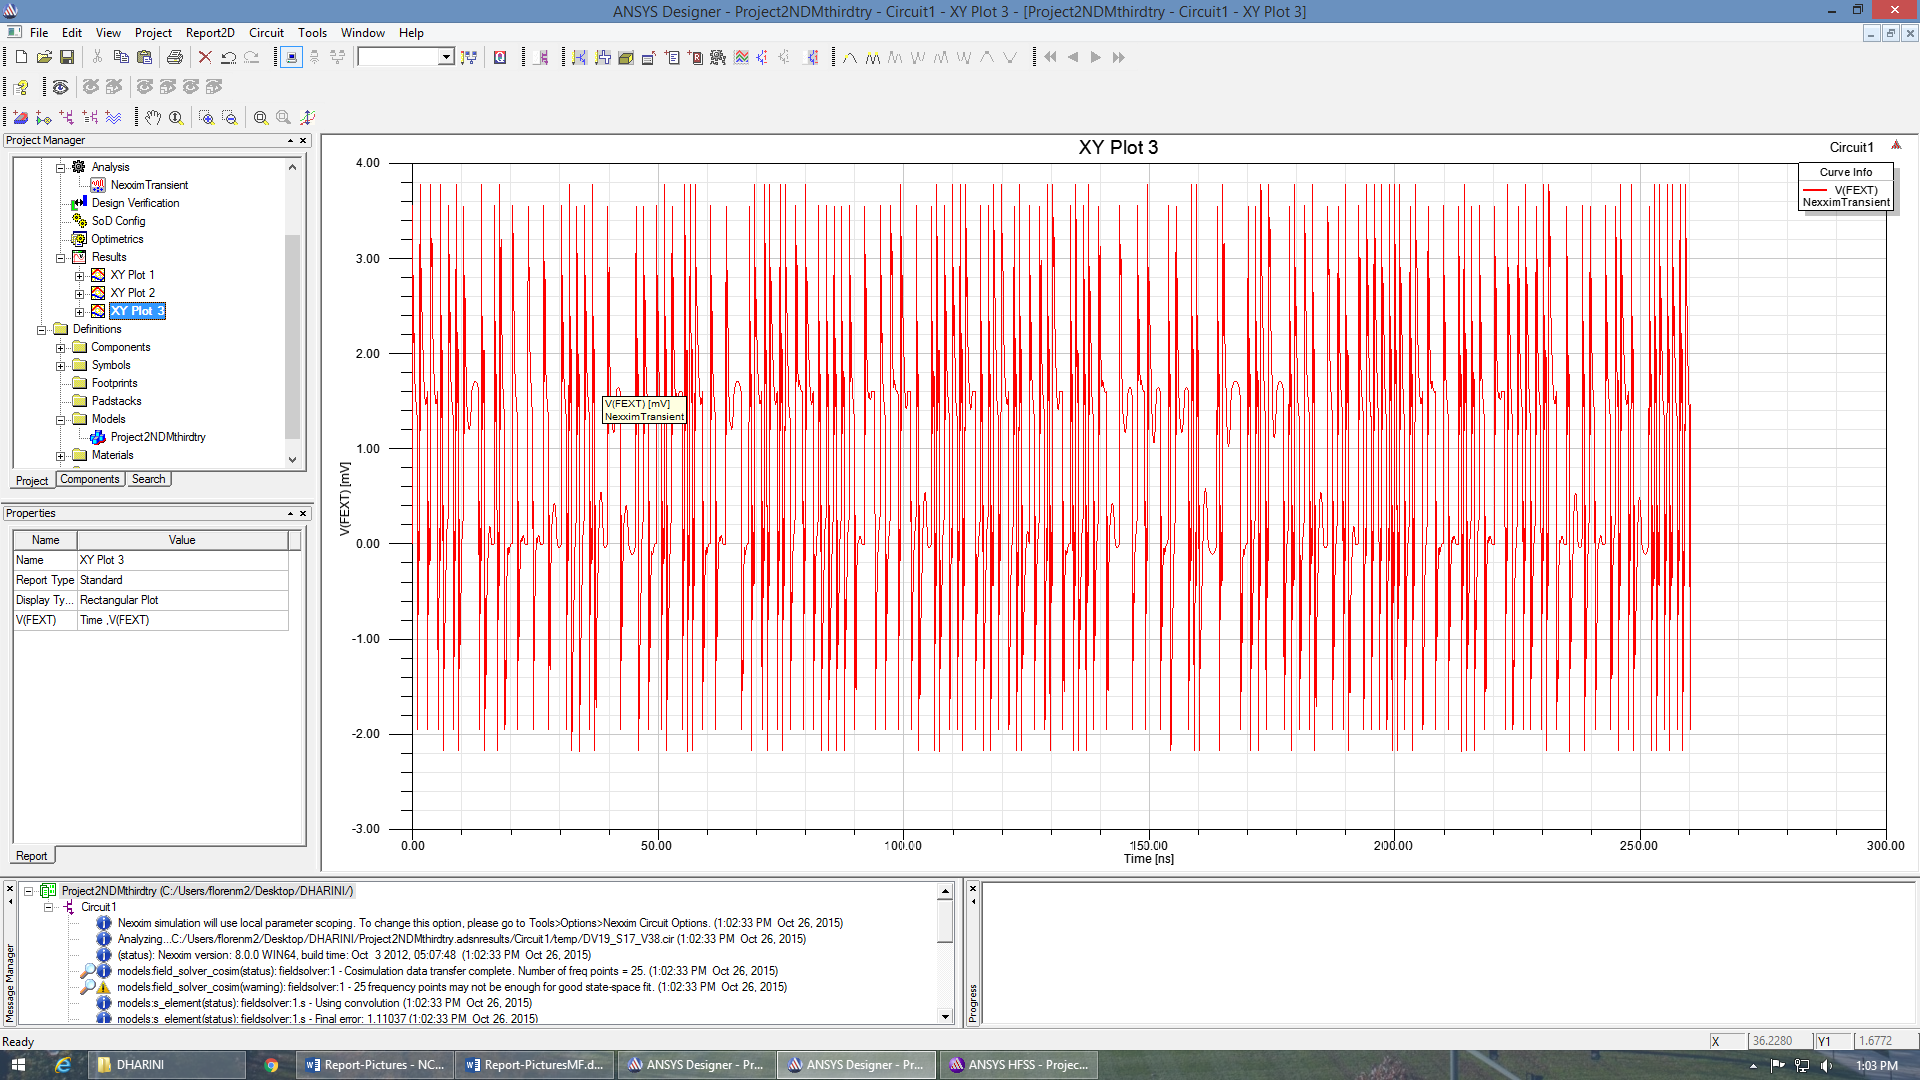 ANSYS Designer - Project2NDMthirdtry - Circuit1 - XY Plot 3 - [Project2NDMthirdtry - Circuit1 - XY Plot 3]
File Edit View Project Report2D Circuit Tools Window Help
Project Manager
Analysis
NexximTransient
Design Verification
SoD Config
Optimetrics
Results
XY Plot 1
XY Plot 2
XY Plot 3
Definitions
Components
Symbols
Footprints
Padstacks
Models
Project2NDMthirdtry
Materials
Project Components Search
Properties
Name Value
Name XY Plot 3
Report Type Standard
Display Ty... Rectangular Plot
V(FEXT) Time ,V(FEXT)
Report
XY Plot 3
Circuit1
Curve Info
V(FEXT)
NexximTransient
V(FEXT) [mV]
NexximTransient
V(FEXT) [mV]
4.00
3.00
2.00
1.00
0.00
-1.00
-2.00
-3.00
0.00 50.00 100.00 150.00 200.00 250.00 300.00
Time [ns]
Message Manager
Project2NDMthirdtry (C:/Users/florenm2/Desktop/DHARINI/)
Circuit1
Nexxim simulation will use local parameter scoping. To change this option, please go to Tools>Options>Nexxim Circuit Options. (1:02:33 PM Oct 26, 2015)
Analyzing...C:/Users/florenm2/Desktop/DHARINI/Project2NDMthirdtry.adsnresults/Circuit1/temp/DV19_S17_V38.cir (1:02:33 PM Oct 26, 2015)
(status): Nexxim version: 8.0.0 WIN64, build time: Oct 3 2012, 05:07:48 (1:02:33 PM Oct 26, 2015)
models:field_solver_cosim(status): fieldsolver:1 - Cosimulation data transfer complete. Number of freq points = 25. (1:02:33 PM Oct 26, 2015)
models:field_solver_cosim(warning): fieldsolver:1 - 25 frequency points may not be enough for good state-space fit. (1:02:33 PM Oct 26, 2015)
models:s_element(status): fieldsolver:1.s - Using convolution (1:02:33 PM Oct 26, 2015)
models:s_element(status): fieldsolver:1.s - Final error: 1.11037 (1:02:33 PM Oct 26, 2015)
Progress
Ready
X 36.2280 Y1 1.6772
DHARINI
Report-Pictures - NC...
Report-PicturesMF.d...
ANSYS Designer - Pr...
ANSYS Designer - Pr...
ANSYS HFSS - Projec...
1:03 PM